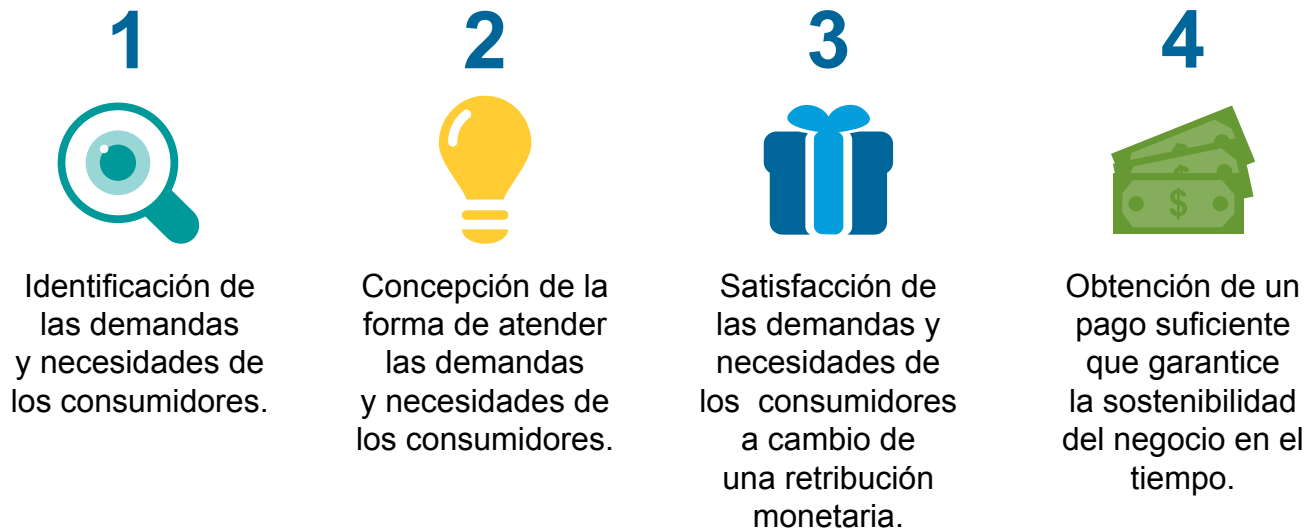 1
Identificación de
las demandas
y necesidades de
los consumidores.
2
Concepción de la
forma de atender
las demandas
y necesidades de
los consumidores.
3
Satisfacción de
las demandas y
necesidades de
los consumidores
a cambio de
una retribución
monetaria.
4
$
$
$
Obtención de un
pago suficiente
que garantice
la sostenibilidad
del negocio en el
tiempo.